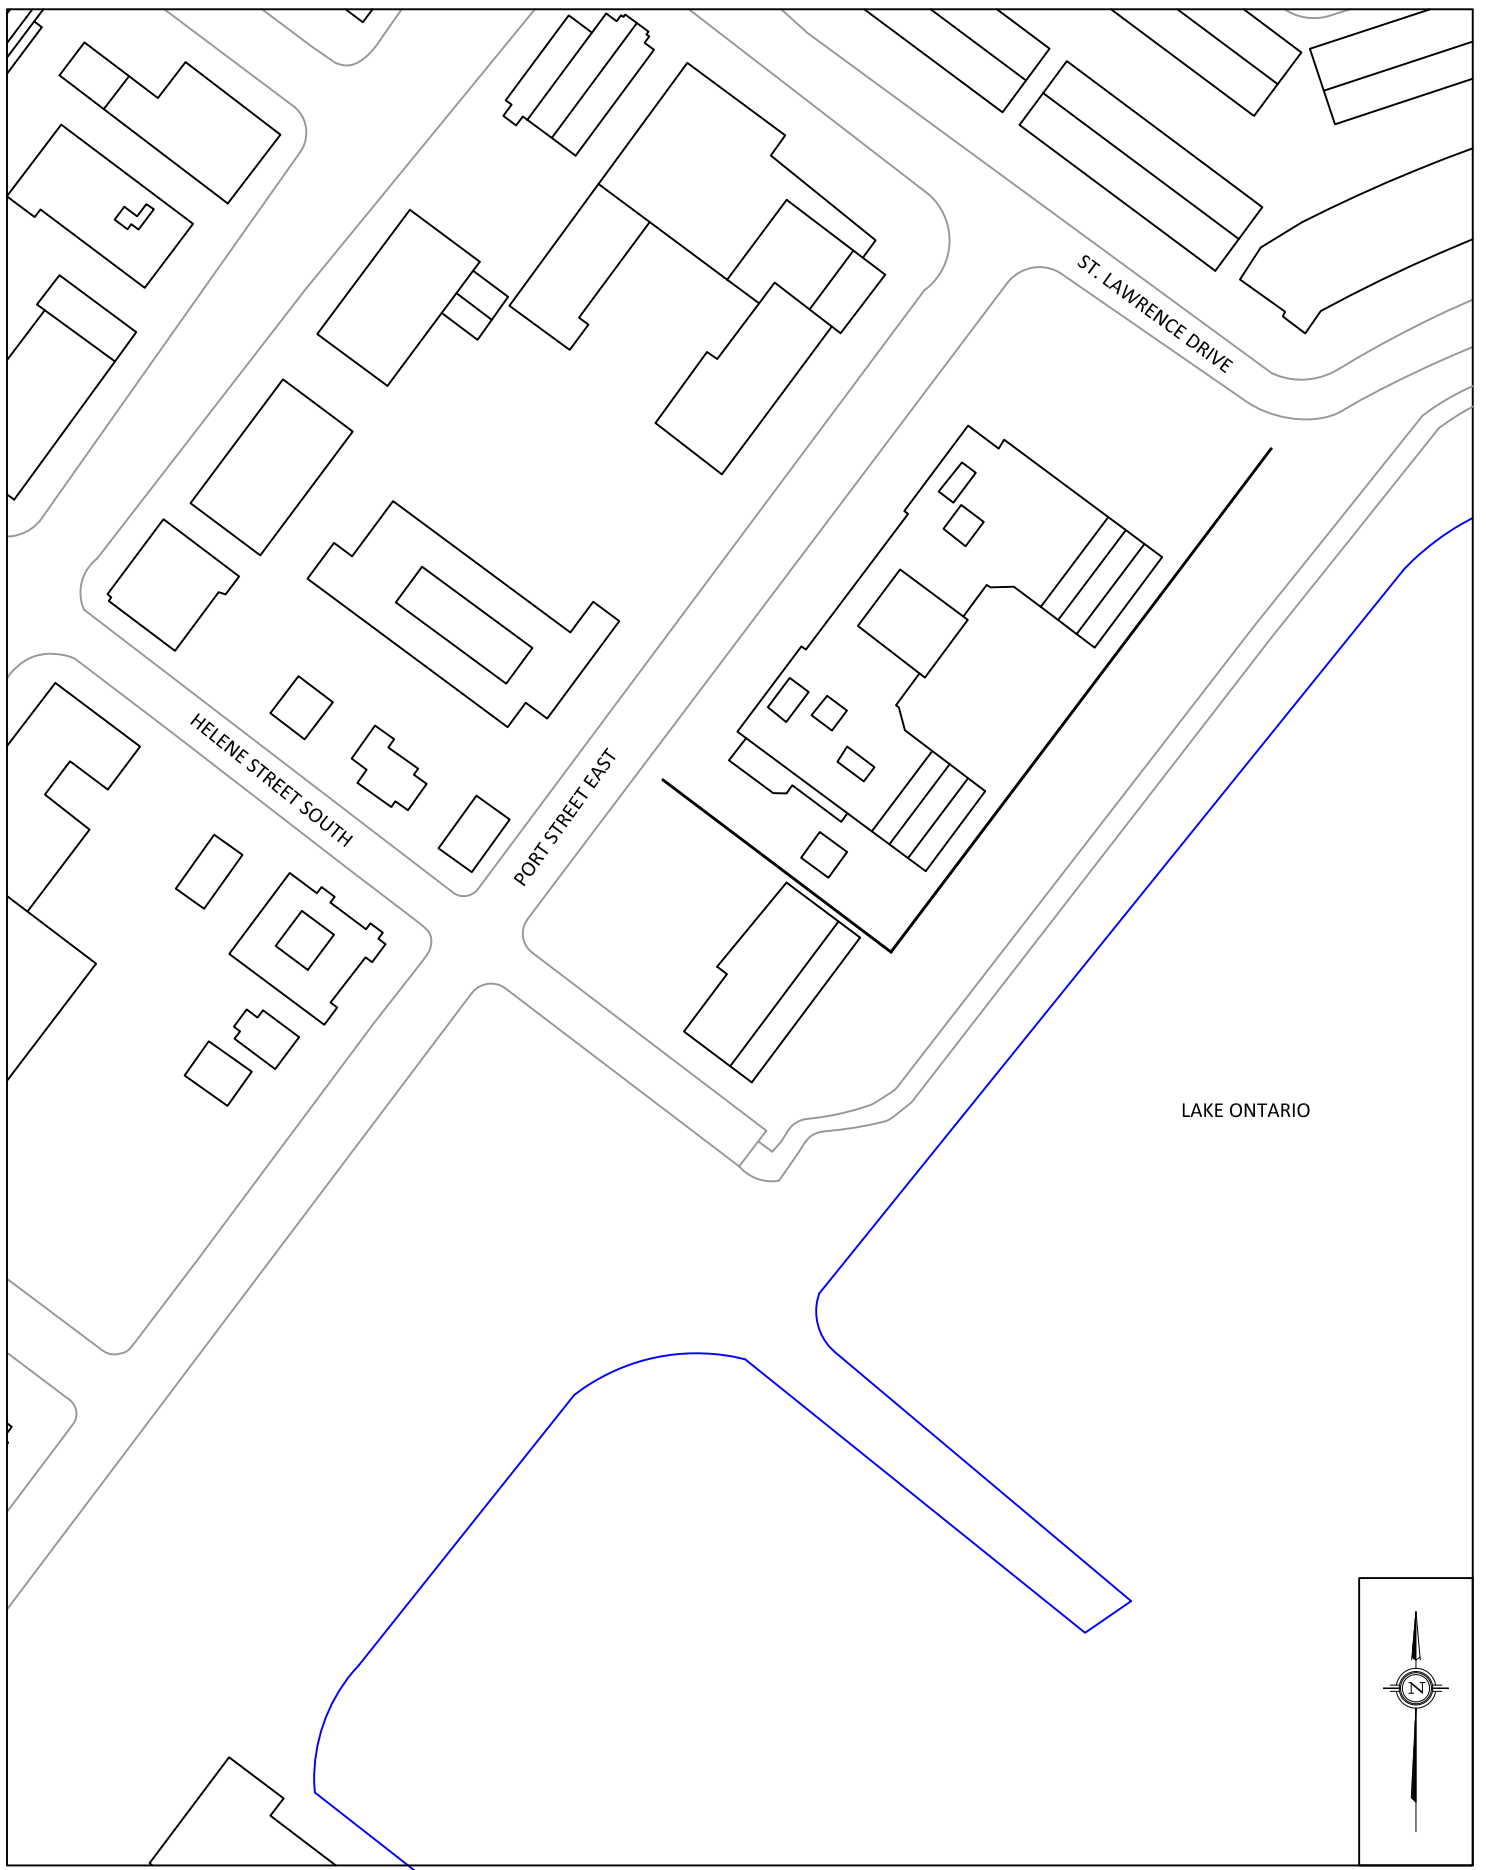 ST. LAWRENCE DRIVE
HELENE STREET SOUTH
PORT STREET EAST
LAKE ONTARIO
N